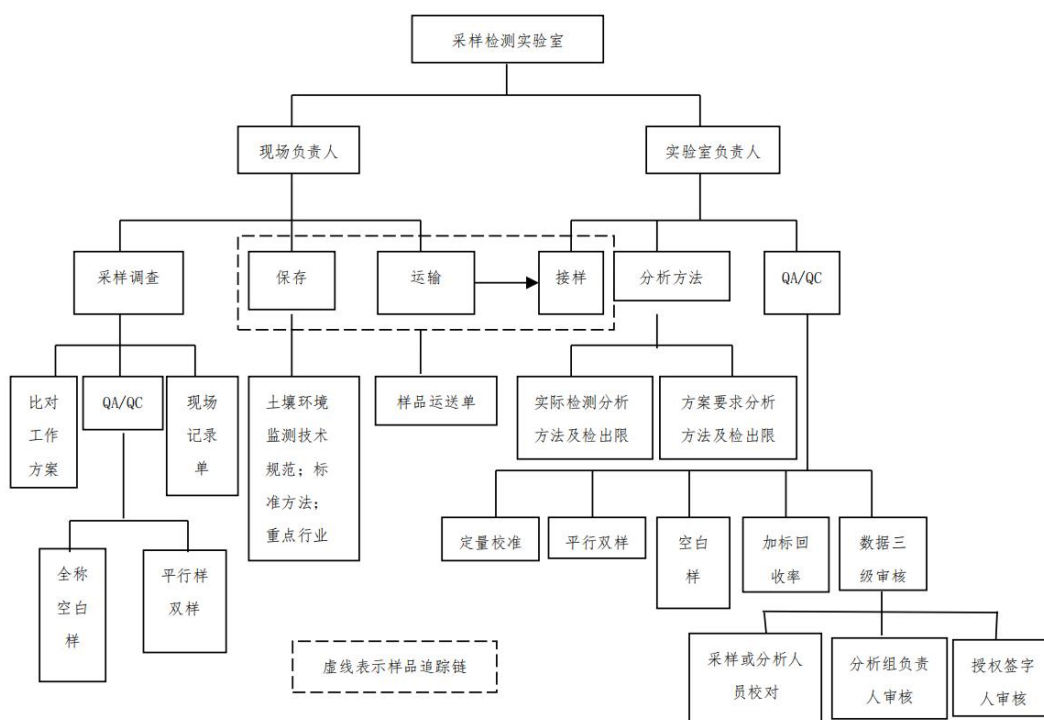 采样检测实验室
现场负责人
实验室负责人
采样调查
保存
运输
接样
分析方法
QA/QC
比对
工作
方案
QA/QC
现场
记录
单
土壤环境
监测技术
规范；标
准方法；
重点行业
样品运送单
实际检测分析
方法及检出限
方案要求分析
方法及检出限
全称
空白
样
平行样
双样
定量校准
平行双样
空白
样
加标回
收率
数据三
级审核
采样或分析人
员校对
分析组负责
人审核
授权签字
人审核
虚线表示样品追踪链